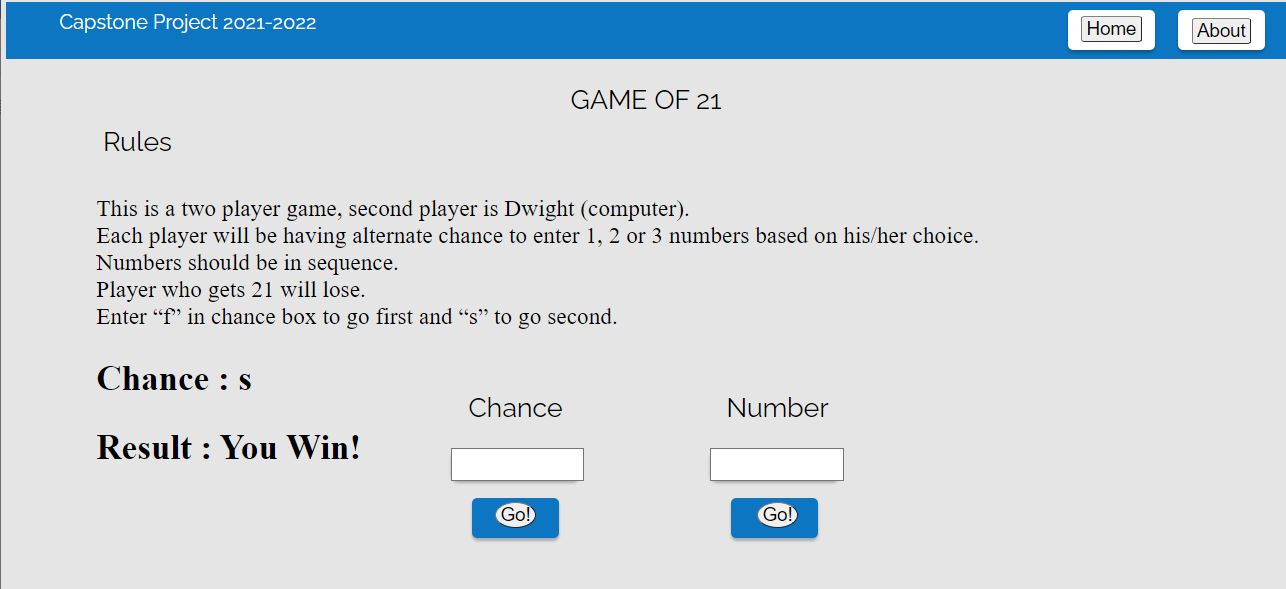 Capstone Project 2021-2022
Home
About
GAME OF 21
Rules
This is a two player game, second player is Dwight (computer).
Each player will be having alternate chance to enter 1, 2 or 3 numbers based on his/her choice.
Numbers should be in sequence.
Player who gets 21 will lose.
Enter “f” in chance box to go first and “s” to go second.
Chance : s
Result : You Win!
Chance
Number
Go!
Go!